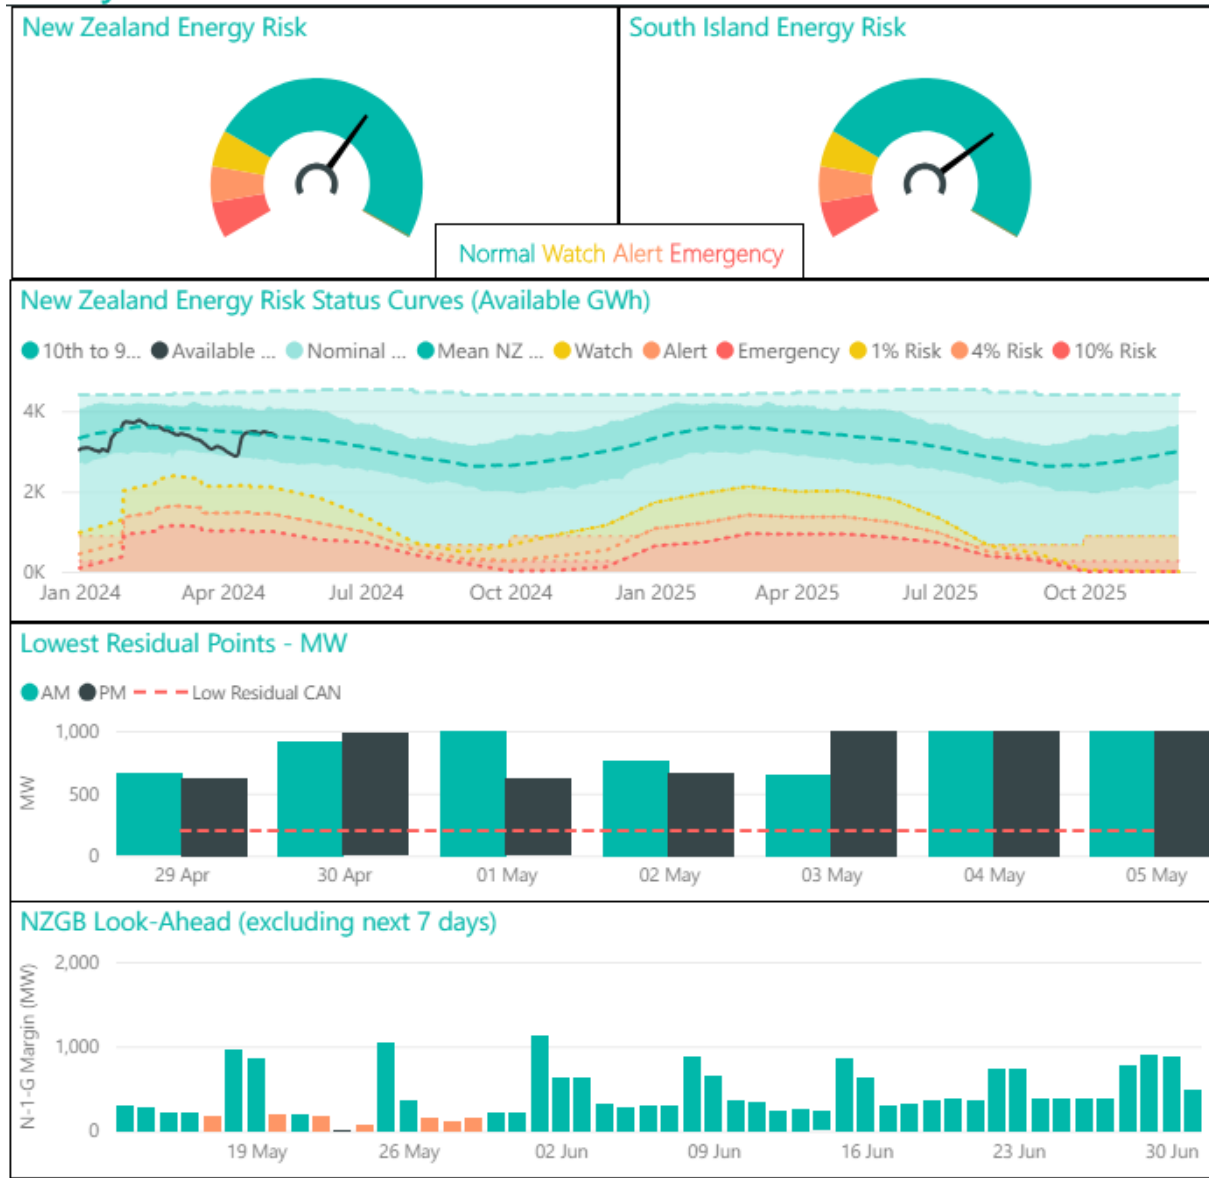 New Zealand Energy Risk
South Island Energy Risk
Normal Watch Alert Emergency
New Zealand Energy Risk Status Curves (Available GWh)
10th to 9... Available ... Nominal ... Mean NZ ... Watch Alert Emergency 1% Risk 4% Risk 10% Risk
4K
2K
0K
Jan 2024 Apr 2024 Jul 2024 Oct 2024 Jan 2025 Apr 2025 Jul 2025 Oct 2025
Lowest Residual Points - MW
AM PM Low Residual CAN
MW
1,000
500
0
29 Apr 30 Apr 01 May 02 May 03 May 04 May 05 May
NZGB Look-Ahead (excluding next 7 days)
N-1-G Margin (MW)
2,000
1,000
0
19 May 26 May 02 Jun 09 Jun 16 Jun 23 Jun 30 Jun